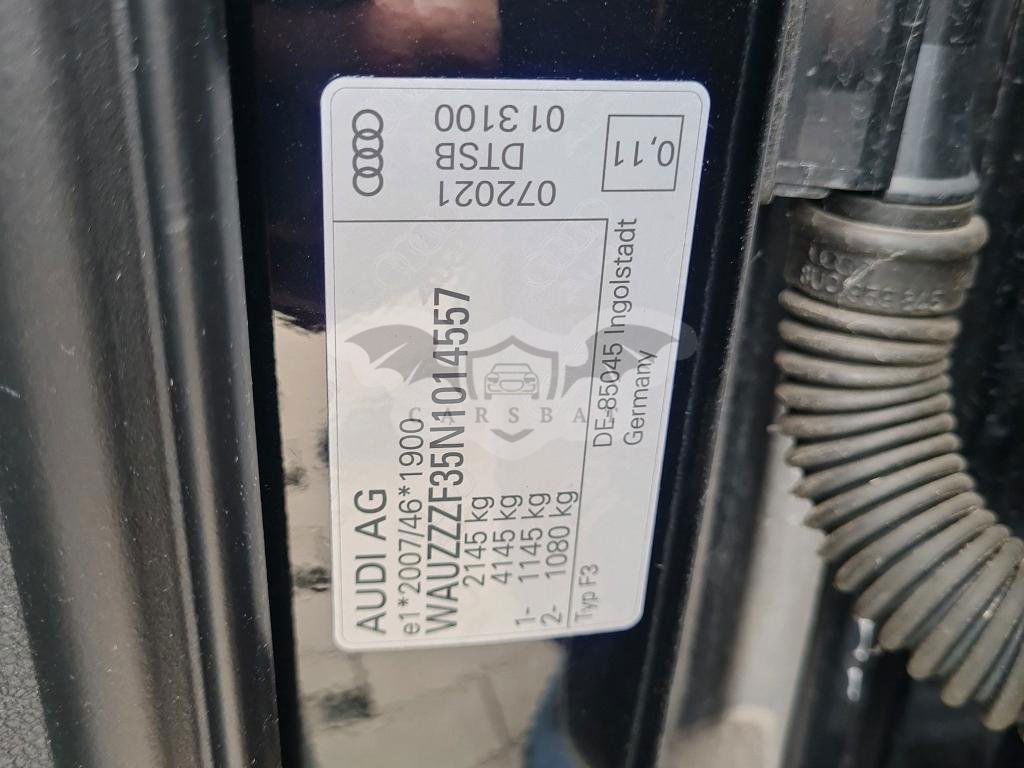 AUDI AG
e1*2007/46*1900
WAUZZZF35N1014557
2145 kg
4145 kg
1- 1145 kg
2- 1080 kg
Typ F3
072021
DTSB
01 3100
0,11
DE-85045 Ingolstadt
Germany
CARSBA